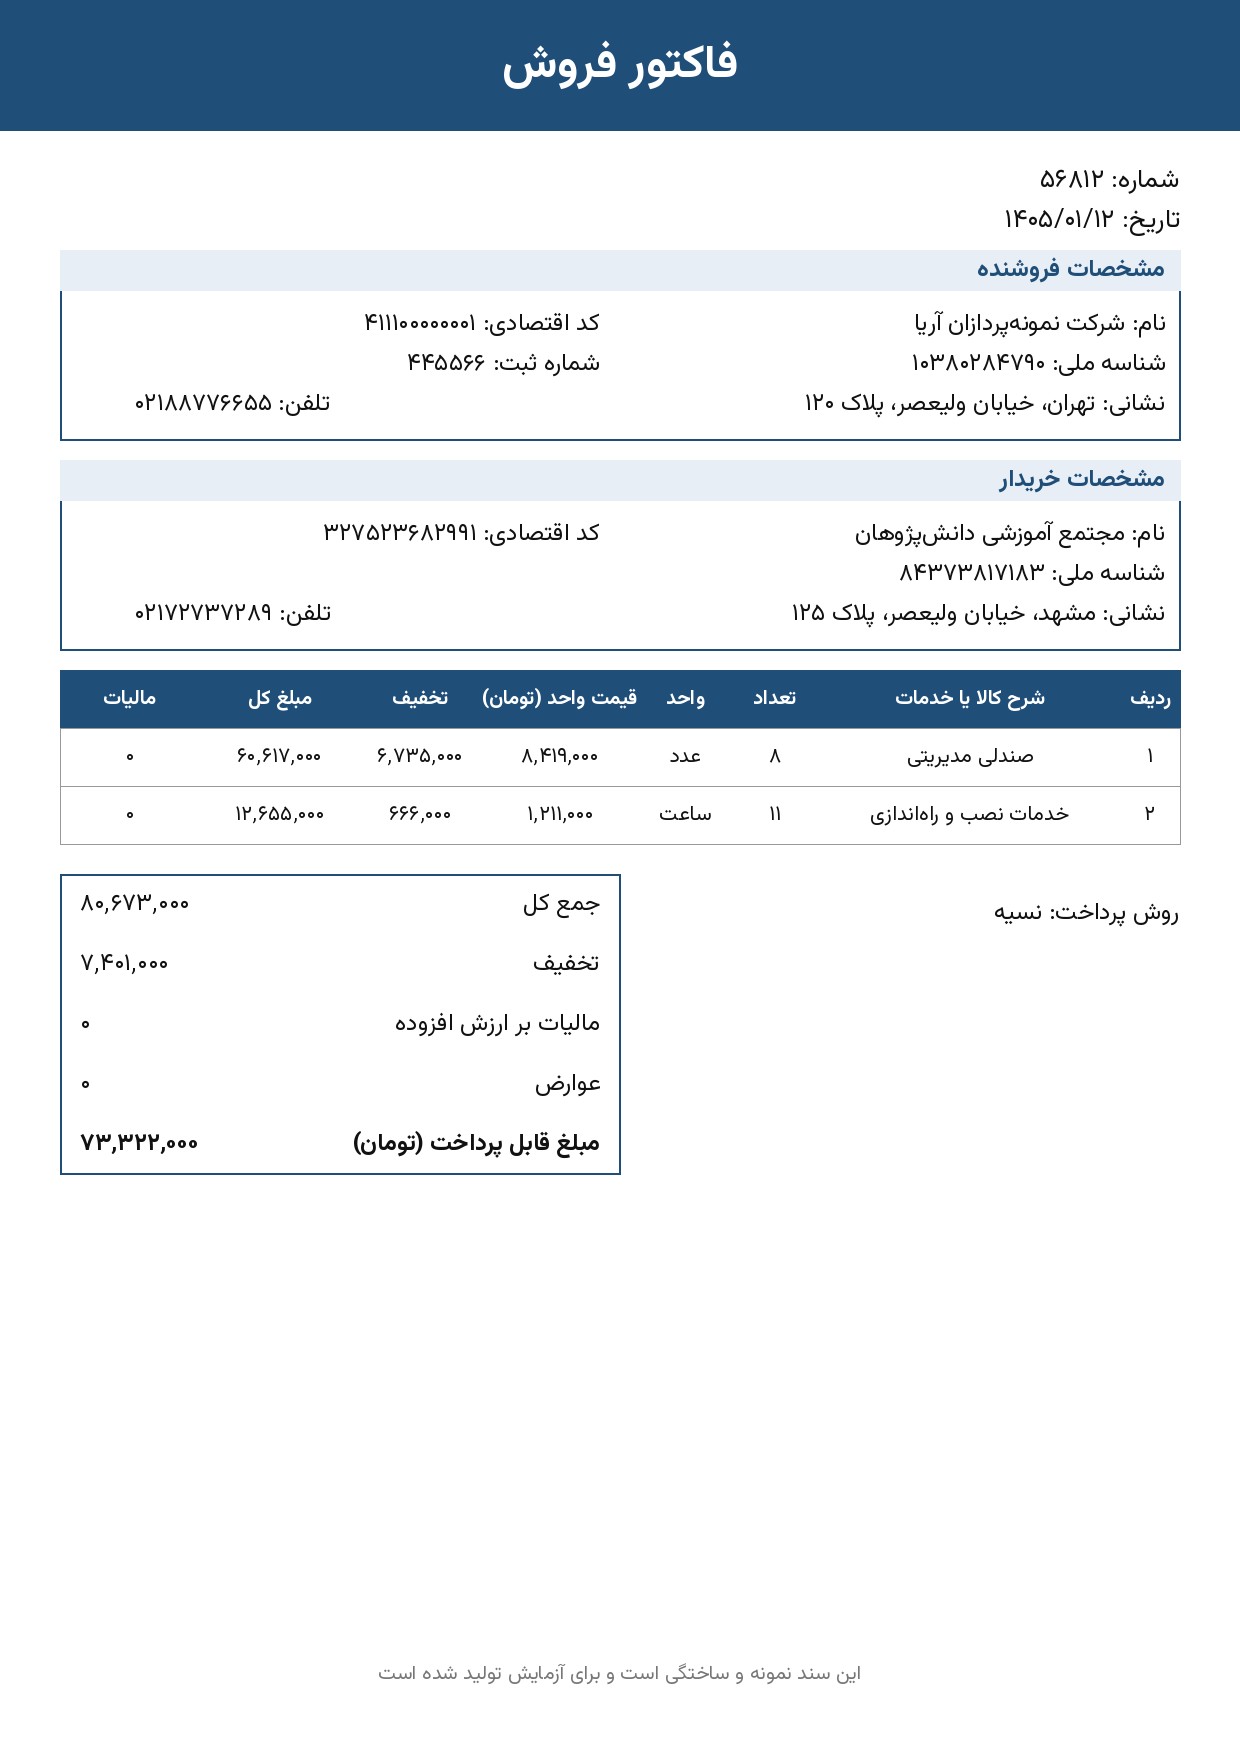 فاکتور فروش
شماره: ۵۶۸۱۲
تاریخ: ۱۴۰۵/۰۱/۱۲
مشخصات فروشنده
نام: شرکت نمونه‌پردازان آریا کد اقتصادی: ۴۱۱۱۰۰۰۰۰۰۰۱
شناسه ملی: ۱۰۳۸۰۲۸۴۷۹۰ شماره ثبت: ۴۴۵۵۶۶
نشانی: تهران، خیابان ولیعصر، پلاک ۱۲۰ تلفن: ۰۲۱۸۸۷۷۶۶۵۵
مشخصات خریدار
نام: مجتمع آموزشی دانش‌پژوهان کد اقتصادی: ۳۲۷۵۲۳۶۸۲۹۹۱
شناسه ملی: ۸۴۳۷۳۸۱۷۱۸۳
نشانی: مشهد، خیابان ولیعصر، پلاک ۱۲۵ تلفن: ۰۲۱۷۲۷۳۷۲۸۹
ردیف شرح کالا یا خدمات تعداد واحد قیمت واحد (تومان) تخفیف مبلغ کل مالیات
۱ صندلی مدیریتی ۸ عدد ۸,۴۱۹,۰۰۰ ۶,۷۳۵,۰۰۰ ۶۰,۶۱۷,۰۰۰ ۰
۲ خدمات نصب و راه‌اندازی ۱۱ ساعت ۱,۲۱۱,۰۰۰ ۶۶۶,۰۰۰ ۱۲,۶۵۵,۰۰۰ ۰
روش پرداخت: نسیه
جمع کل ۸۰,۶۷۳,۰۰۰
تخفیف ۷,۴۰۱,۰۰۰
مالیات بر ارزش افزوده ۰
عوارض ۰
مبلغ قابل پرداخت (تومان) ۷۳,۳۲۲,۰۰۰
این سند نمونه و ساختگی است و برای آزمایش تولید شده است